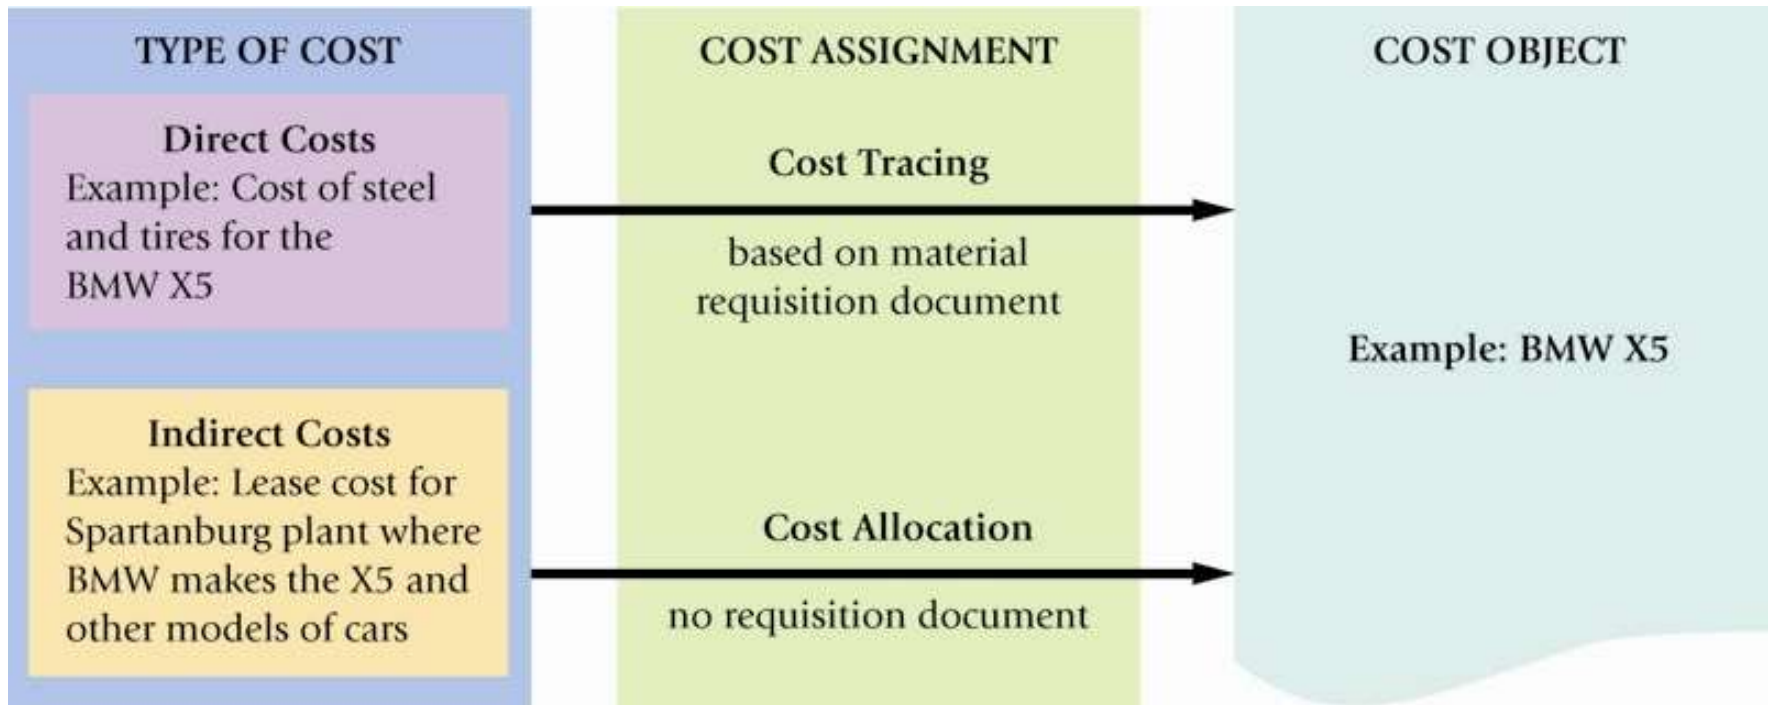 TYPE OF COST
Direct Costs
Example: Cost of steel
and tires for the
BMW X5
Indirect Costs
Example: Lease cost for
Spartanburg plant where
BMW makes the X5 and
other models of cars
COST ASSIGNMENT
Cost Tracing
based on material
requisition document
Cost Allocation
no requisition document
COST OBJECT
Example: BMW X5